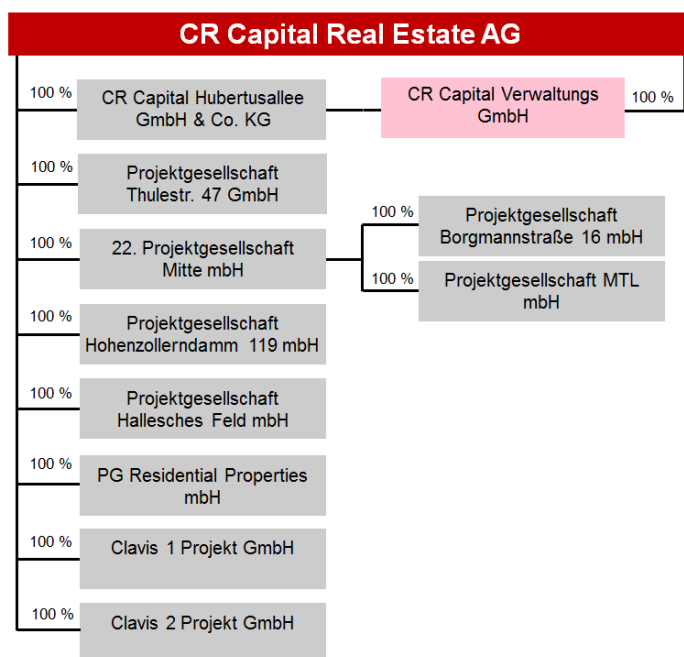 CR Capital Real Estate AG
100 %
CR Capital Hubertusallee
GmbH & Co. KG
CR Capital Verwaltungs
GmbH
100 %
100 %
Projektgesellschaft
Thulestr. 47 GmbH
100 %
22. Projektgesellschaft
Mitte mbH
100 %
Projektgesellschaft
Borgmannstraße 16 mbH
100 %
Projektgesellschaft MTL
mbH
100 %
Projektgesellschaft
Hohenzollerndamm 119 mbH
100 %
Projektgesellschaft
Hallesches Feld mbH
100 %
PG Residential Properties
mbH
100 %
Clavis 1 Projekt GmbH
100 %
Clavis 2 Projekt GmbH